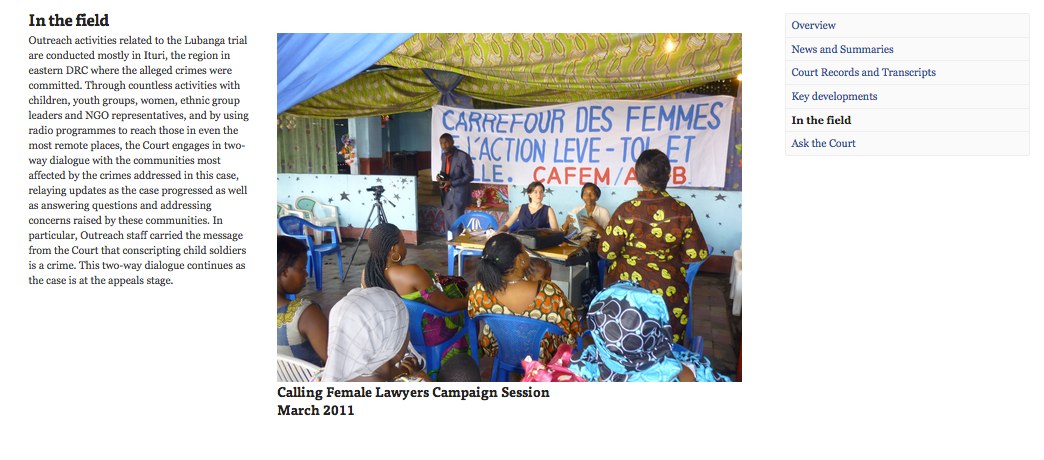 In the field
Outreach activities related to the Lubanga trial
are conducted mostly in Ituri, the region in
eastern DRC where the alleged crimes were
committed. Through countless activities with
children, youth groups, women, ethnic group
leaders and NGO representatives, and by using
radio programmes to reach those in even the
most remote places, the Court engages in two-
way dialogue with the communities most
affected by the crimes addressed in this case,
relaying updates as the case progressed as well
as answering questions and addressing
concerns raised by these communities. In
particular, Outreach staff carried the message
from the Court that conscripting child soldiers
is a crime. This two-way dialogue continues as
the case is at the appeals stage.
CARREFOUR DES FEMMES
L'ACTION LEVE-TOI ET
CAFEM/
Calling Female Lawyers Campaign Session
March 2011
Overview
News and Summaries
Court Records and Transcripts
Key developments
In the field
Ask the Court